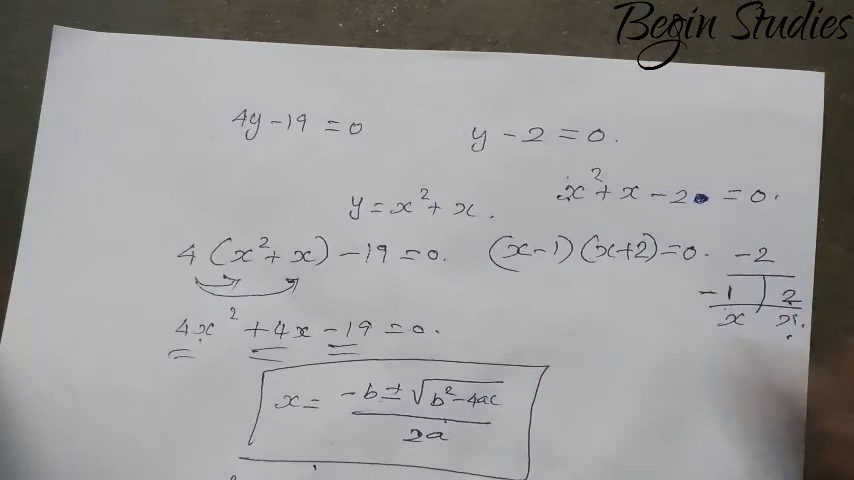 Begin Studies
4y - 19 = 0
y - 2 = 0.
y = x² + x.
x² + x - 2 = 0.
4 (x² + x) - 19 = 0.
(x-1) (x+2) = 0.
-2
-1 | 2
x x.
4x² + 4x - 19 = 0.
x = -b ± √b² - 4ac / 2a